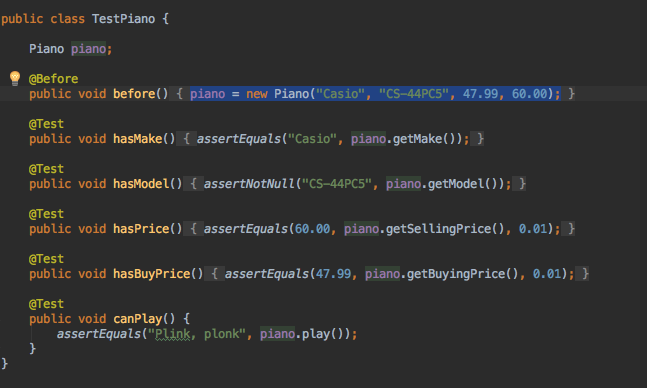 public class TestPiano {
Piano piano;
@Before
public void before() { piano = new Piano("Casio", "CS-44PC5", 47.99, 60.00); }
@Test
public void hasMake() { assertEquals("Casio", piano.getMake()); }
@Test
public void hasModel() { assertNotNull("CS-44PC5", piano.getModel()); }
@Test
public void hasPrice() { assertEquals(60.00, piano.getSellingPrice(), 0.01); }
@Test
public void hasBuyPrice() { assertEquals(47.99, piano.getBuyingPrice(), 0.01); }
@Test
public void canPlay() {
assertEquals("Plink, plonk", piano.play());
}
}